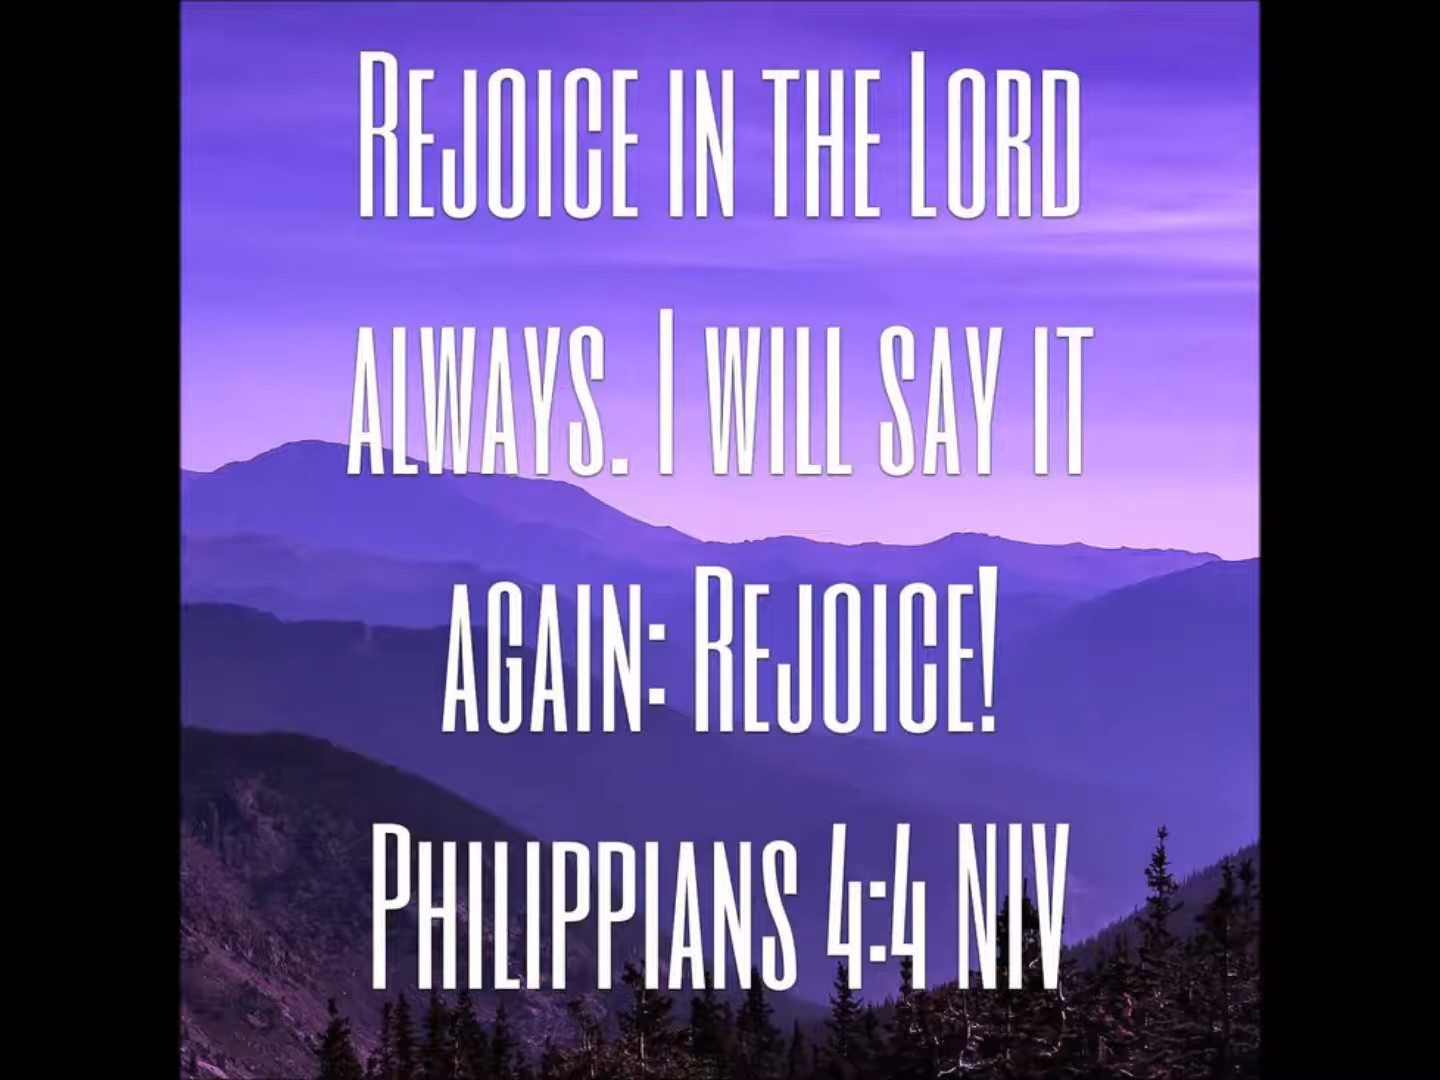 Rejoice in the Lord
always. I will say it
again: Rejoice!
Philippians 4:4 NIV